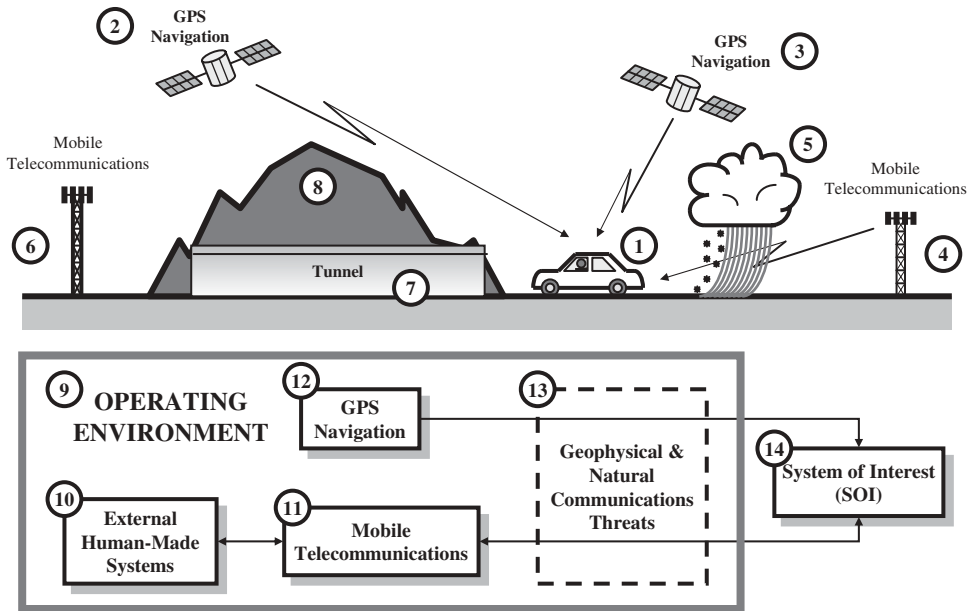 2
GPS
Navigation
GPS
Navigation
3
Mobile
Telecommunications
5
Mobile
Telecommunications
8
6
1
4
Tunnel
7
9
OPERATING
ENVIRONMENT
12
GPS
Navigation
13
Geophysical &
Natural
Communications
Threats
14
System of Interest
(SOI)
10
External
Human-Made
Systems
11
Mobile
Telecommunications